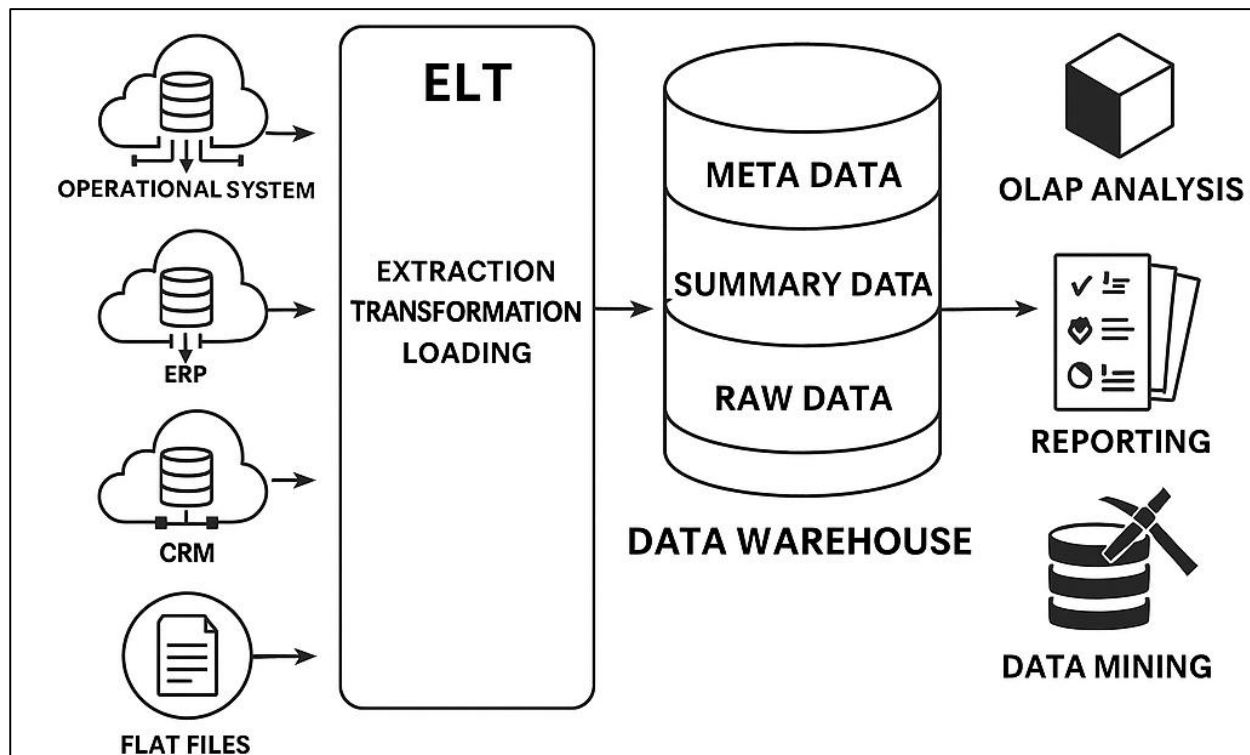 OPERATIONAL SYSTEM
ERP
CRM
FLAT FILES
ELT
EXTRACTION
TRANSFORMATION
LOADING
META DATA
SUMMARY DATA
RAW DATA
DATA WAREHOUSE
OLAP ANALYSIS
REPORTING
DATA MINING